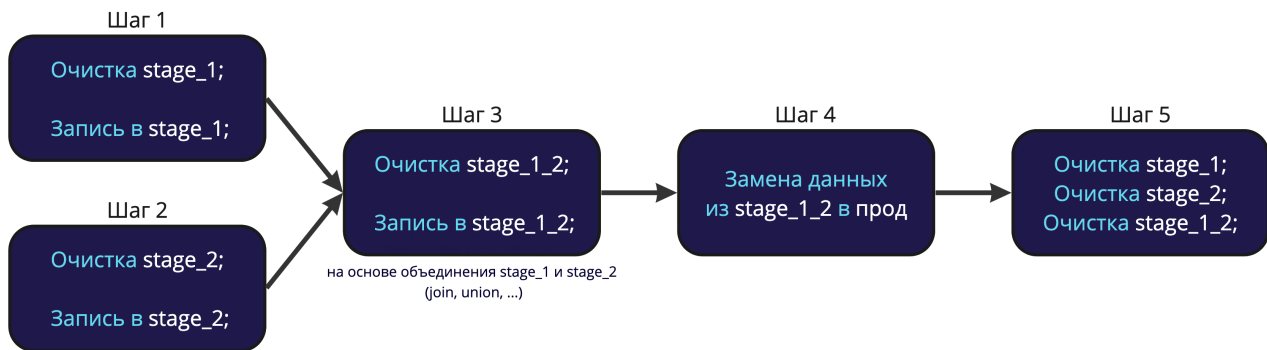 Шаг 1
Очистка stage_1;
Запись в stage_1;
Шаг 2
Очистка stage_2;
Запись в stage_2;
Шаг 3
Очистка stage_1_2;
Запись в stage_1_2;
на основе объединения stage_1 и stage_2
(join, union, ...)
Шаг 4
Замена данных
из stage_1_2 в прод
Шаг 5
Очистка stage_1;
Очистка stage_2;
Очистка stage_1_2;